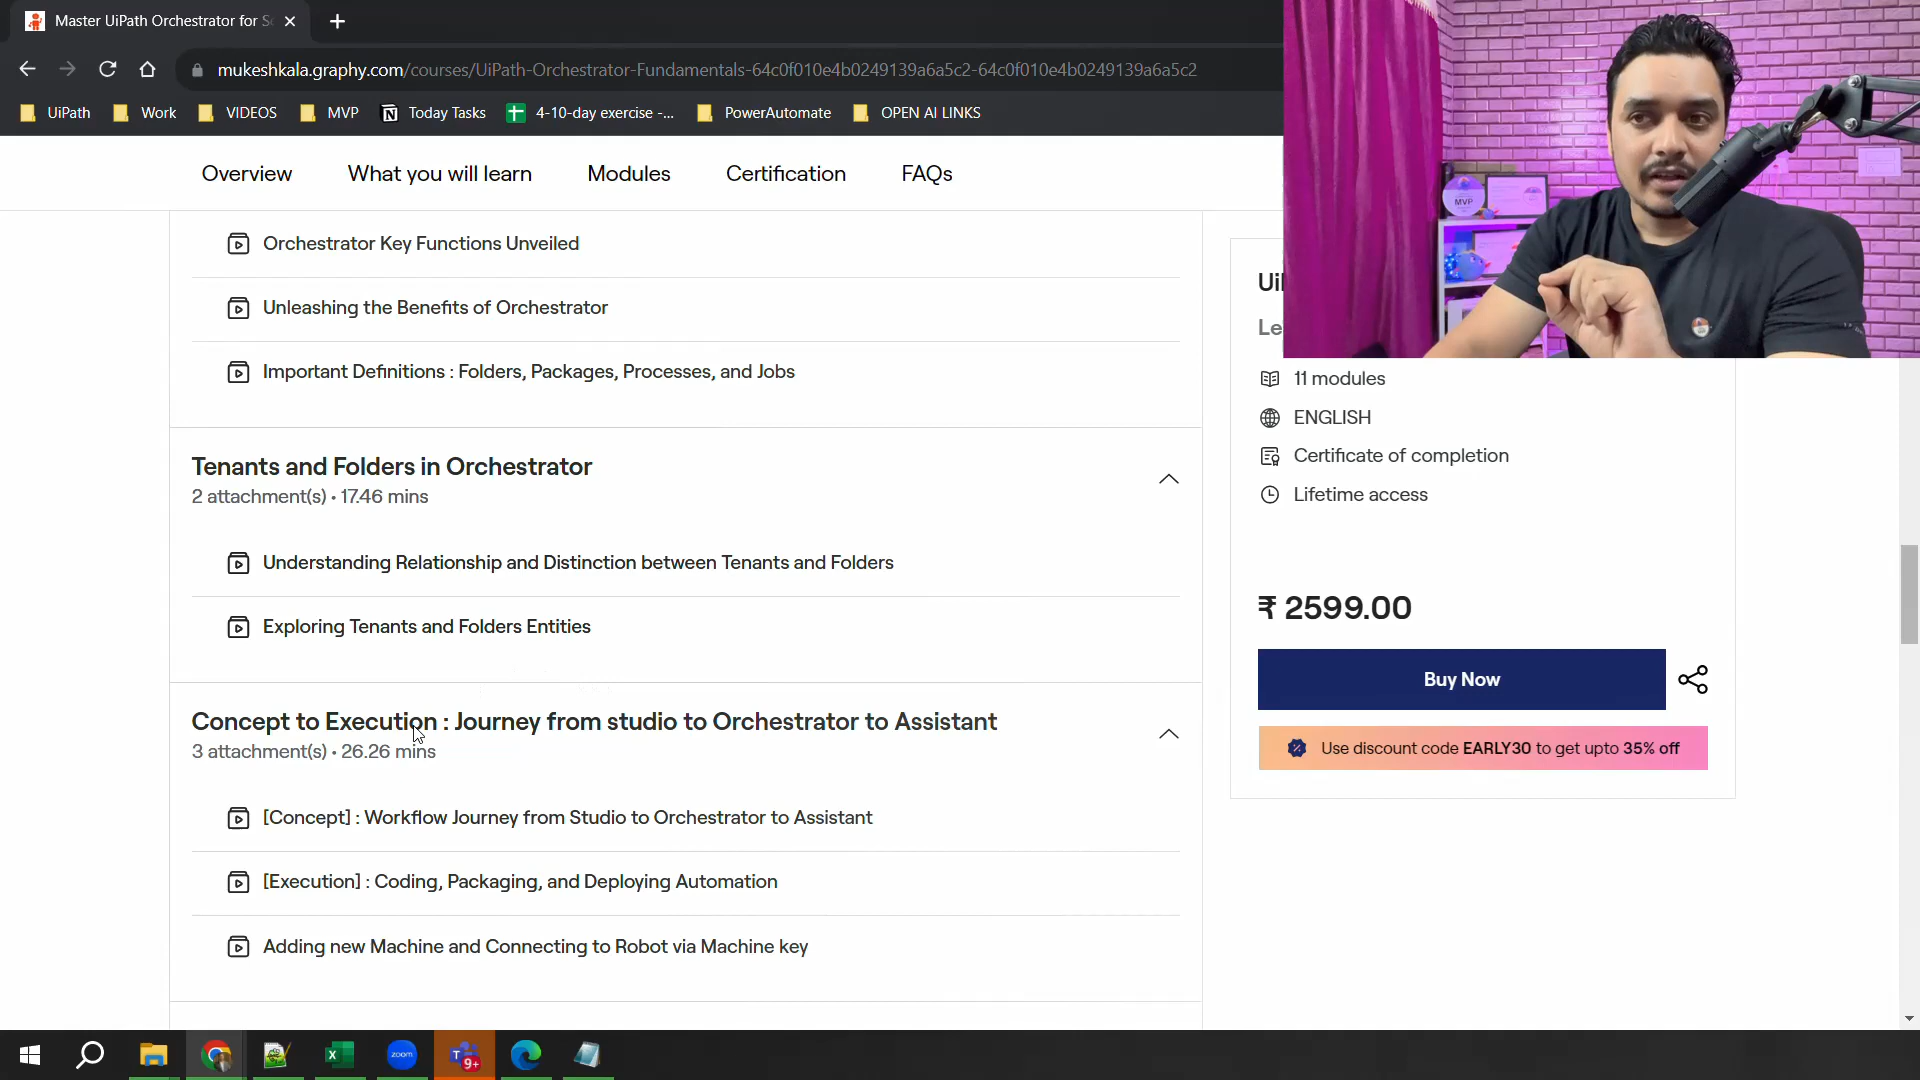 Master UiPath Orchestrator for
mukeshkala.graphy.com/courses/UiPath-Orchestrator-Fundamentals-64c0f010e4b0249139a6a5c2-64c0f010e4b0249139a6a5c2
UiPath
Work
VIDEOS
MVP
Today Tasks
4-10-day exercise -...
PowerAutomate
OPEN AI LINKS
Overview
What you will learn
Modules
Certification
FAQs
MVP
Orchestrator Key Functions Unveiled
Unleashing the Benefits of Orchestrator
Important Definitions : Folders, Packages, Processes, and Jobs
Tenants and Folders in Orchestrator
2 attachment(s) • 17.46 mins
Understanding Relationship and Distinction between Tenants and Folders
Exploring Tenants and Folders Entities
Concept to Execution : Journey from studio to Orchestrator to Assistant
3 attachment(s) • 26.26 mins
[Concept] : Workflow Journey from Studio to Orchestrator to Assistant
[Execution] : Coding, Packaging, and Deploying Automation
Adding new Machine and Connecting to Robot via Machine key
11 modules
ENGLISH
Certificate of completion
Lifetime access
₹ 2599.00
Buy Now
Use discount code EARLY30 to get upto 35% off
zoom
9+